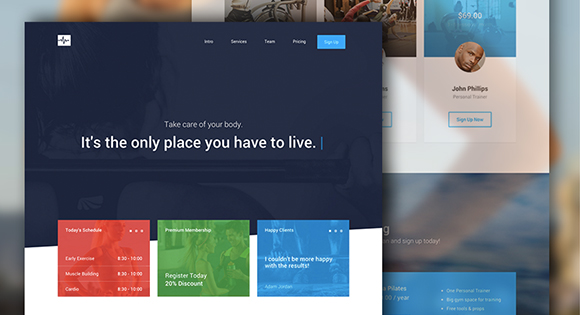 Intro Services Team Pricing Sign Up
Take care of your body.
It's the only place you have to live.
Today's Schedule
Early Exercise 8:30 - 10:00
Muscle Building 8:30 - 10:00
Cardio 8:30 - 10:00
Premium Membership
Register Today
20% Discount
Happy Clients
I couldn't be more happy
with the results!
Adam Jordan
$69.00
John Phillips
Personal Trainer
Sign Up Now
and sign up today!
Pilates
/ year
One Personal Trainer
Big gym space for training
Free tools & props